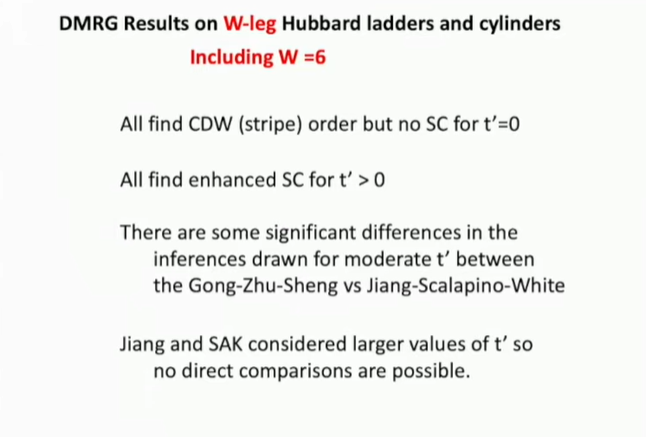 DMRG Results on W-leg Hubbard ladders and cylinders
Including W =6
All find CDW (stripe) order but no SC for t′=0
All find enhanced SC for t′ > 0
There are some significant differences in the
inferences drawn for moderate t′ between
the Gong-Zhu-Sheng vs Jiang-Scalapino-White
Jiang and SAK considered larger values of t′ so
no direct comparisons are possible.